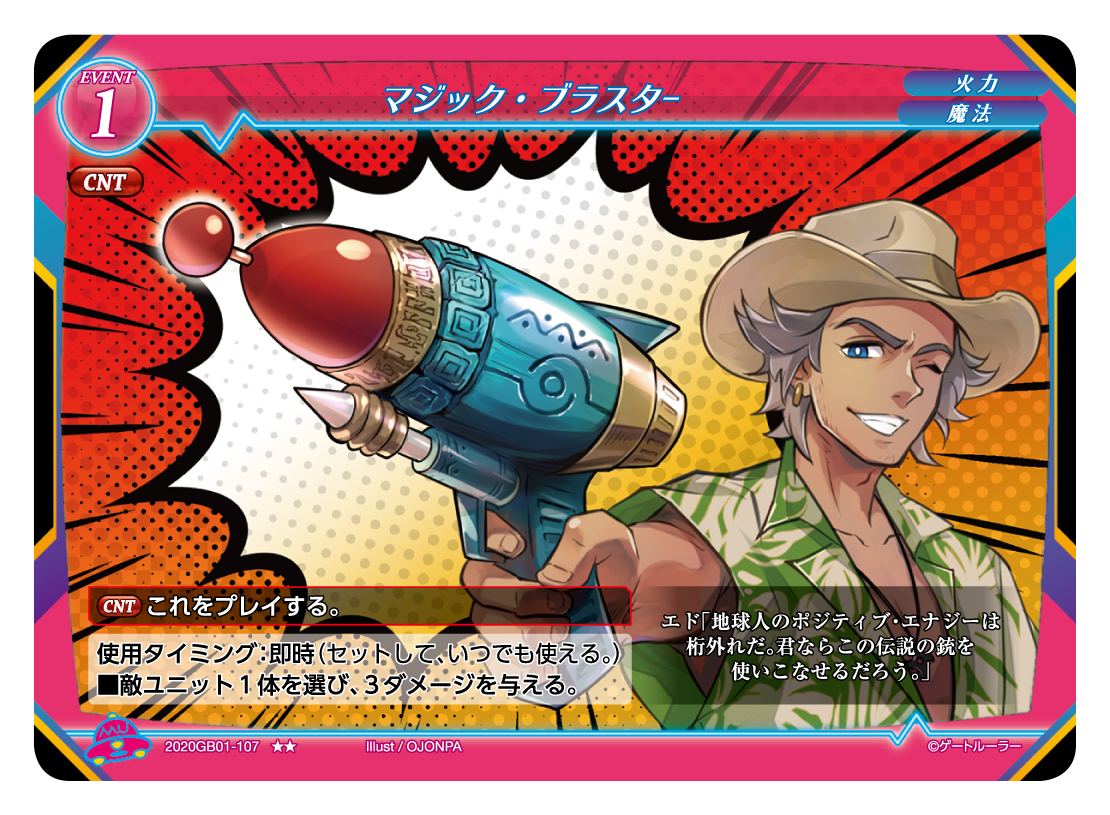 EVENT
1
マジック・ブラスター
火力
魔法
CNT
CNT これをプレイする。
使用タイミング：即時（セットして、いつでも使える。）
■敵ユニット１体を選び、３ダメージを与える。
エド「地球人のポジティブ・エナジーは
桁外れだ。君ならこの伝説の銃を
使いこなせるだろう。」
MU
2020GB01-107 ★★
Illust / OJONPA
©ゲートルーラー